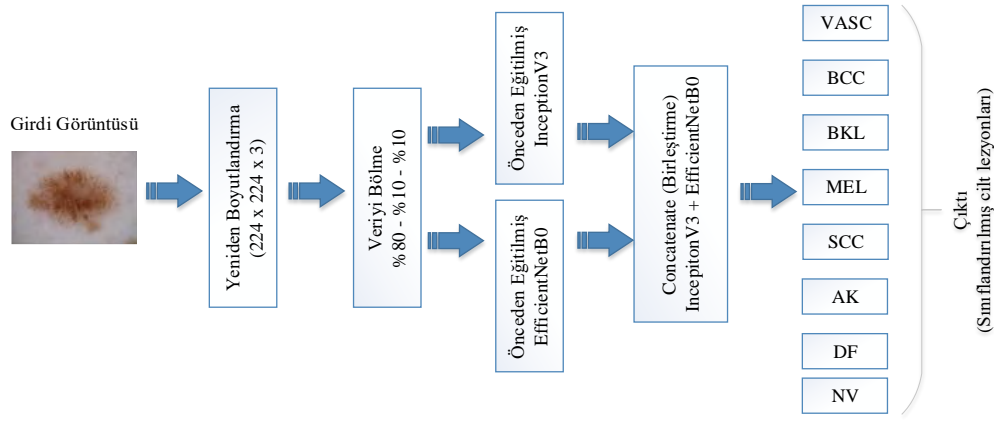 Girdi Görüntüsü
Yeniden Boyutlandırma
(224 x 224 x 3)
Veriyi Bölme
%80 - %10 - %10
Önceden Eğitilmiş
InceptionV3
Önceden Eğitilmiş
EfficientNetB0
Concatenate (Birleştirme)
IncepitonV3 + EfficientNetB0
VASC
BCC
BKL
MEL
SCC
AK
DF
NV
Çıktı
(Sınıflandırılmış cilt lezyonları)